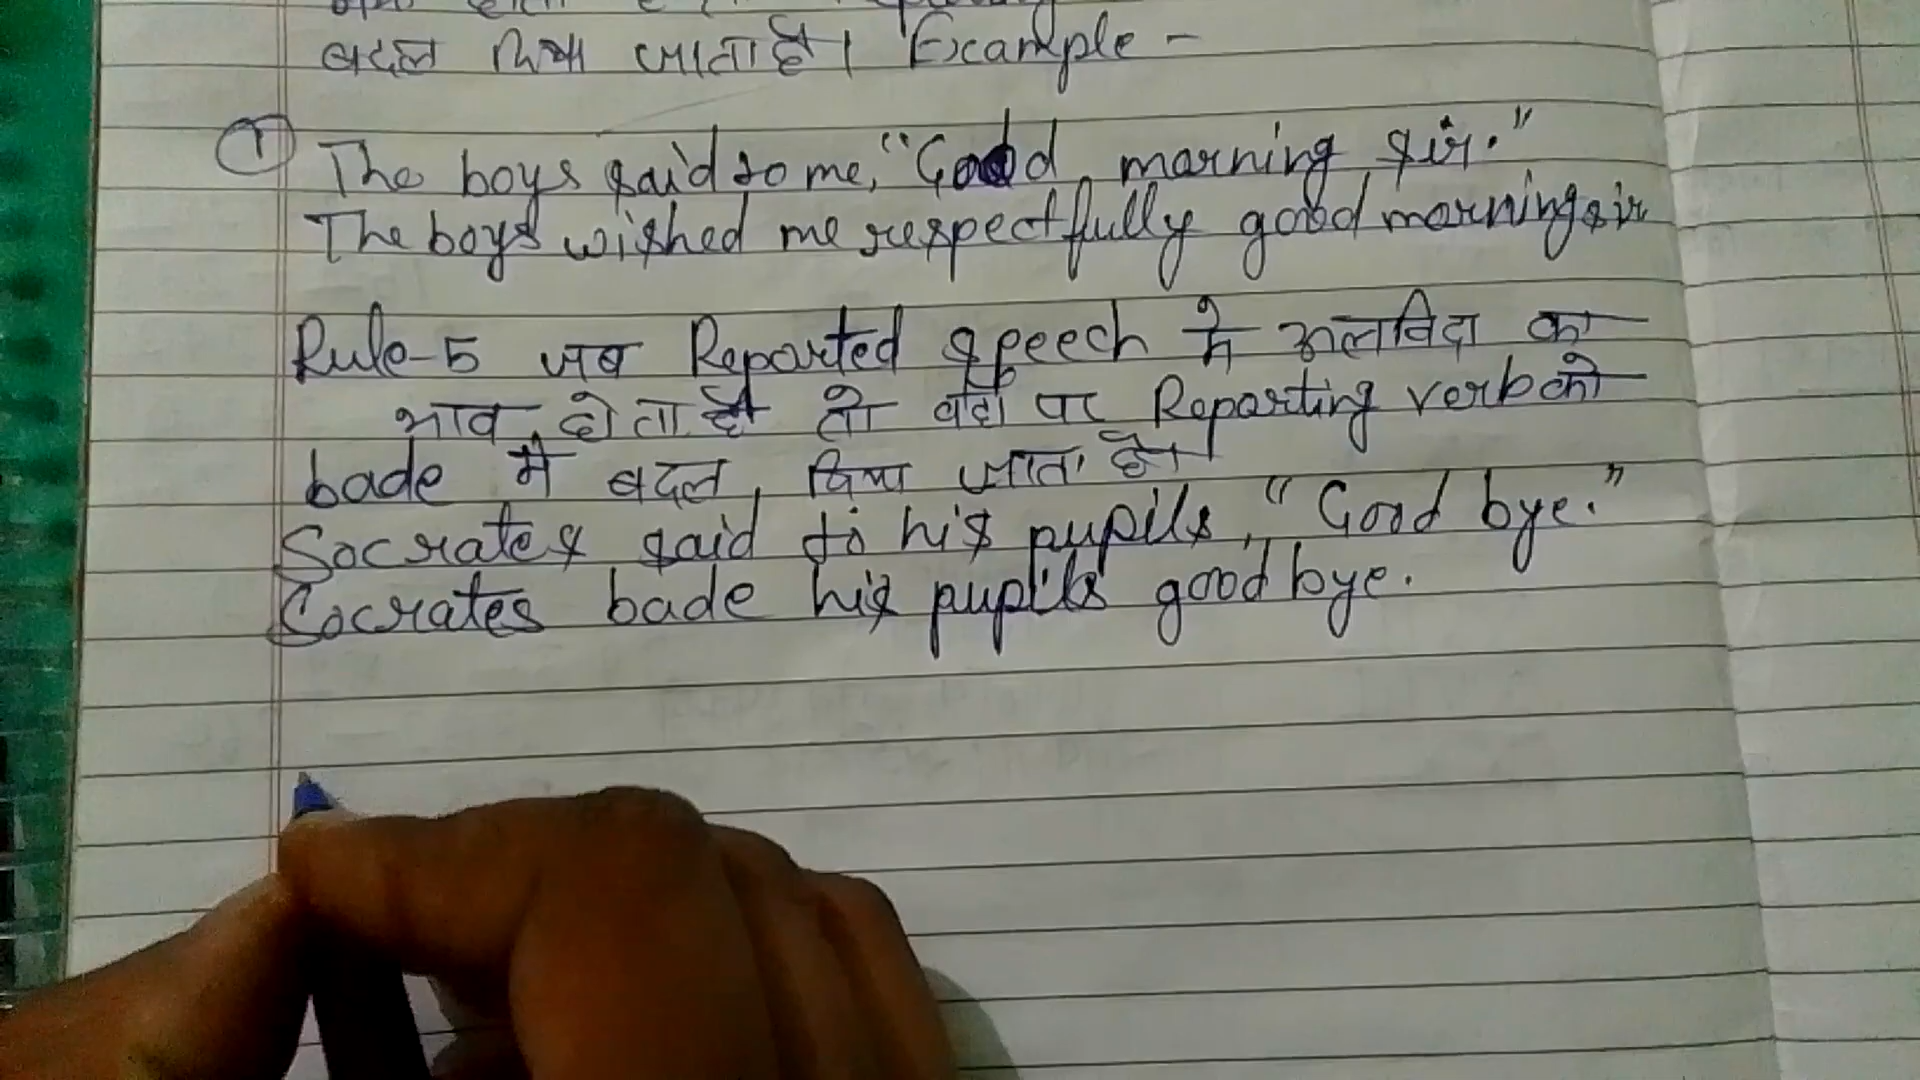 बदल दिया जाता है। Example -
① The boys said to me, "Good morning, sir."
The boys wished me respectfully good morning sir
Rule-5 जब Reported speech मे अलविदा का
भाव होता है तो वहाँ पर Reporting verb को
bade मे बदल दिया जाता है।
Socrates said to his pupils, "Good bye."
Socrates bade his pupils good bye.